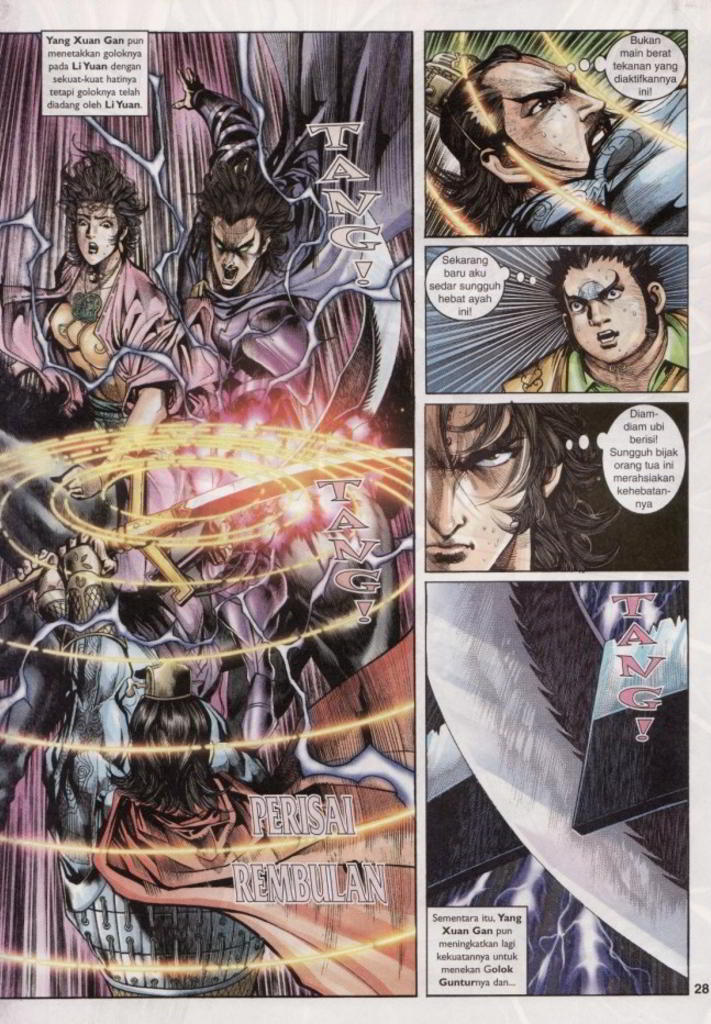 Yang Xuan Gan pun
menetakkan goloknya
pada Li Yuan dengan
sekuat-kuat hatinya
tetapi goloknya telah
diadang oleh Li Yuan.
TANG!
TANG!
PERISAI
REMBULAN
Bukan
main berat
tekanan yang
diaktifkannya
ini!
Sekarang
baru aku
sedar sungguh
hebat ayah
ini!
Diam-
diam ubi
berisi!
Sungguh bijak
orang tua ini
merahsiakan
kehebatan-
nya
TANG!
Sementara itu, Yang
Xuan Gan pun
meningkatkan lagi
kekuatannya untuk
menekan Golok
Gunturnya dan...
28